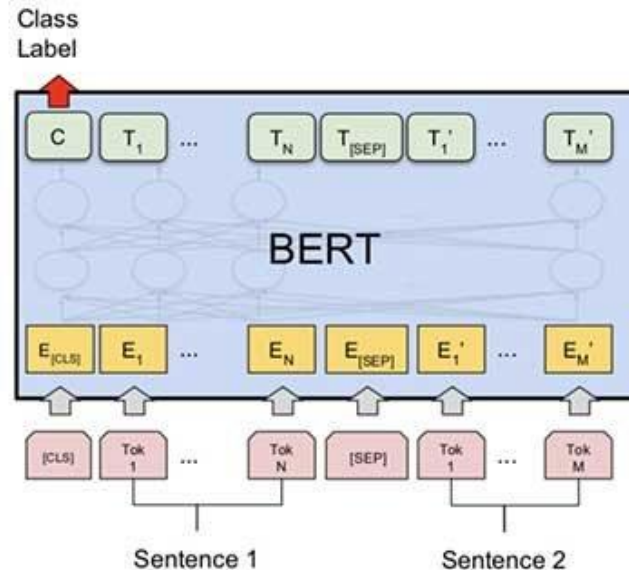 Class
Label
C T1 ... TN T[SEP] T1' ... TM'
BERT
E[CLS] E1 ... EN E[SEP] E1' ... EM'
[CLS] Tok 1 ... Tok N [SEP] Tok 1 ... Tok M
Sentence 1 Sentence 2